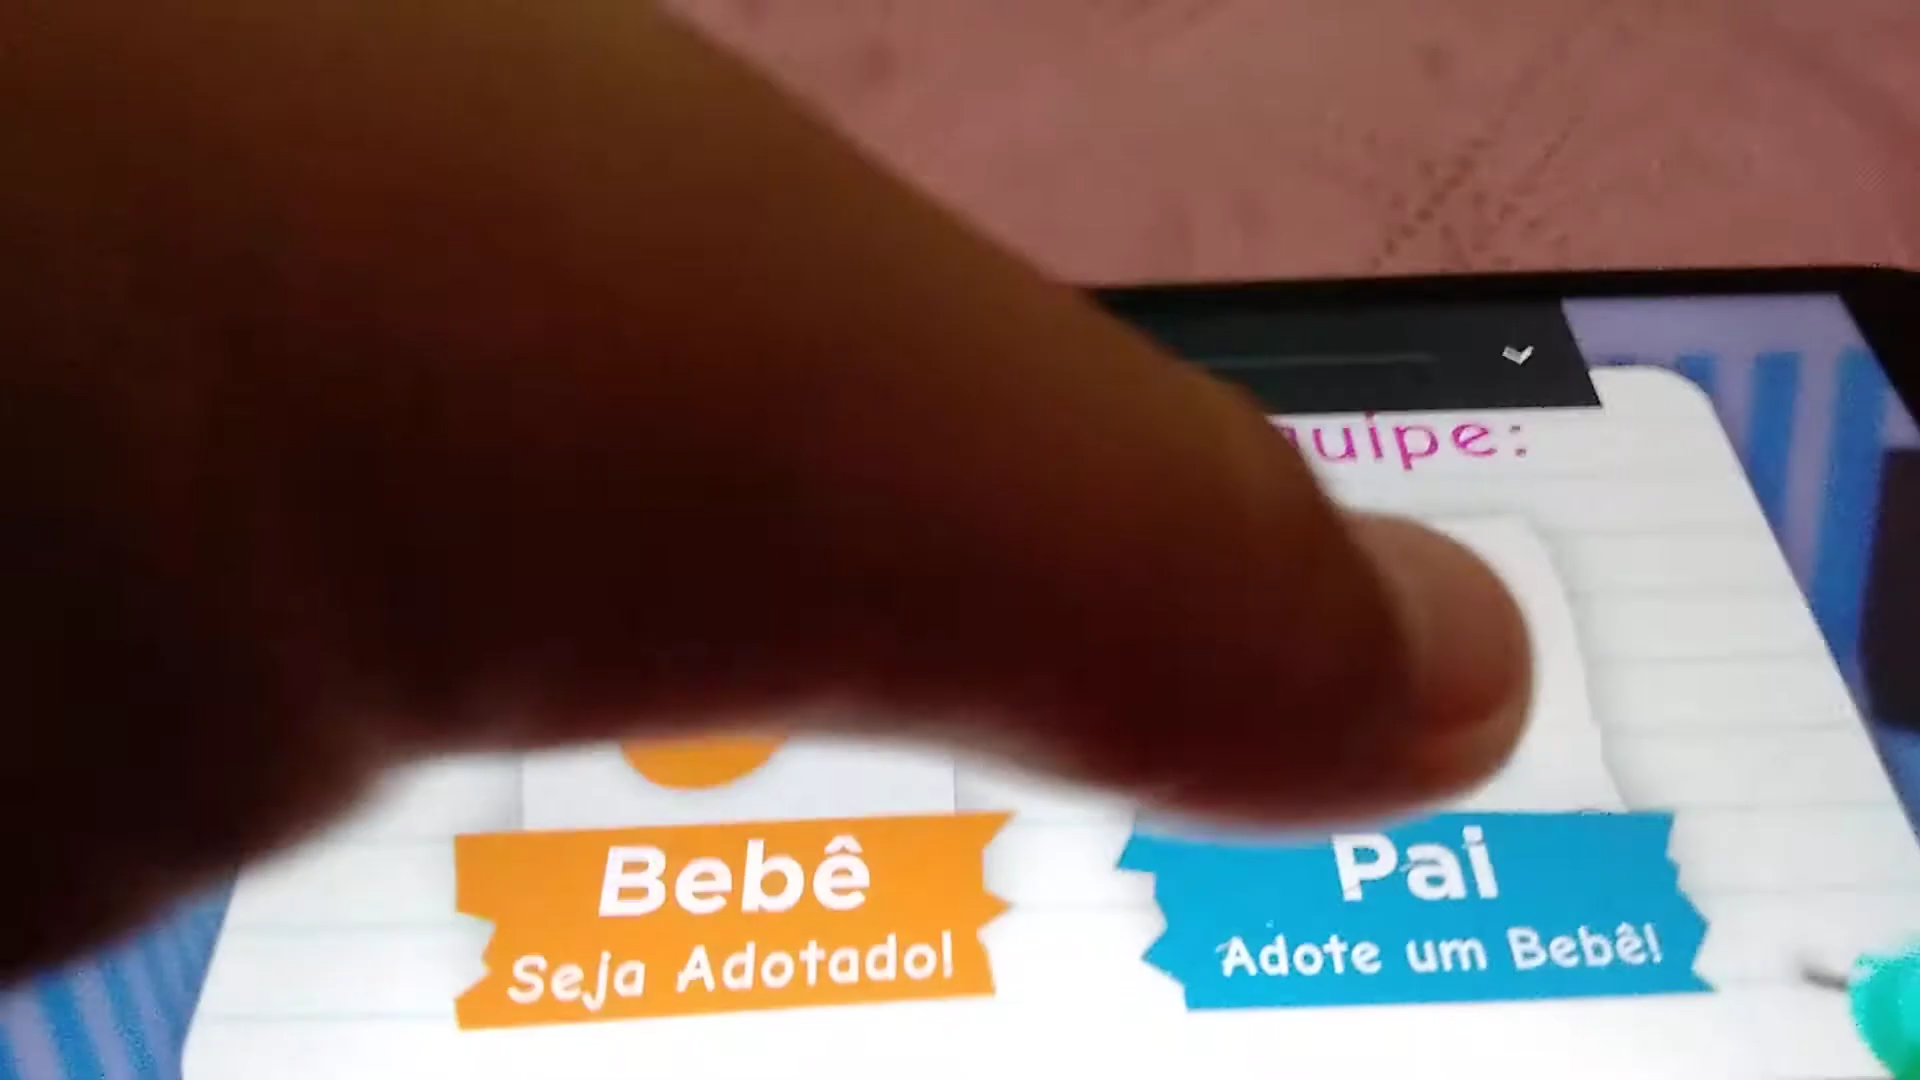 uipe:
Bebê
Seja Adotado!
Pai
Adote um Bebê!